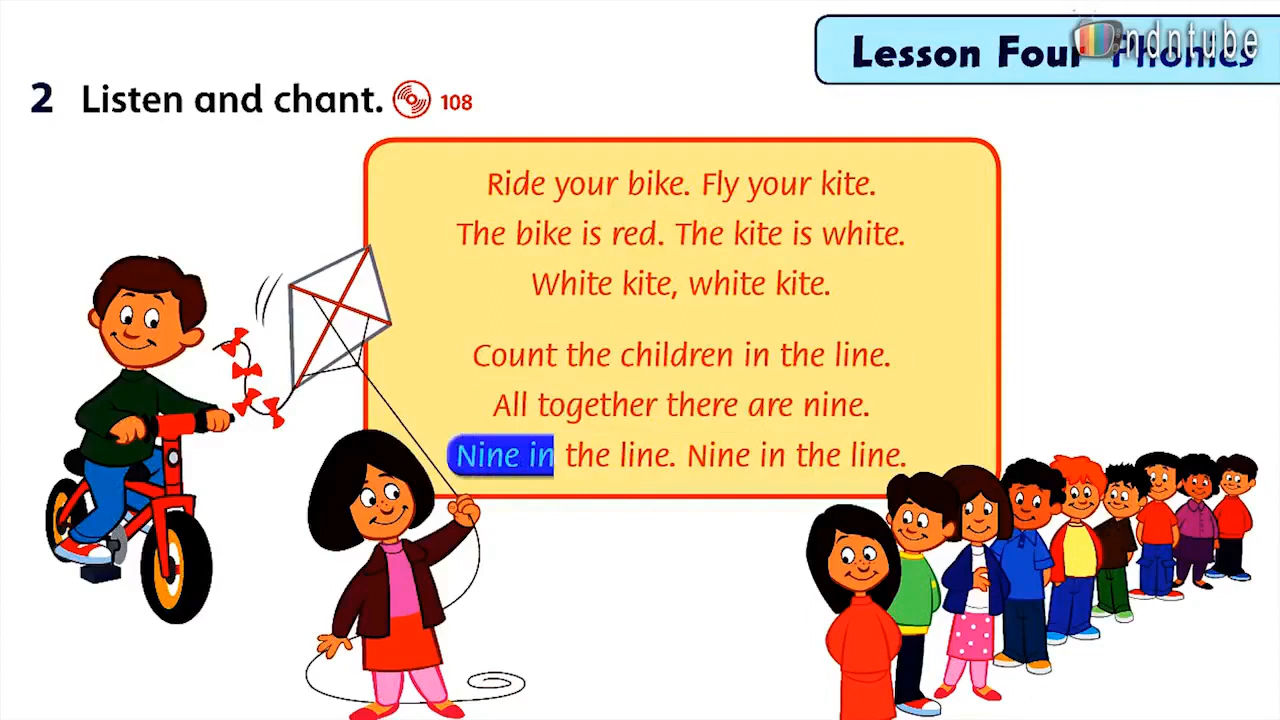 ndntube
Lesson Four Phonics
2 Listen and chant. 108
Ride your bike. Fly your kite.
The bike is red. The kite is white.
White kite, white kite.
Count the children in the line.
All together there are nine.
Nine in the line. Nine in the line.